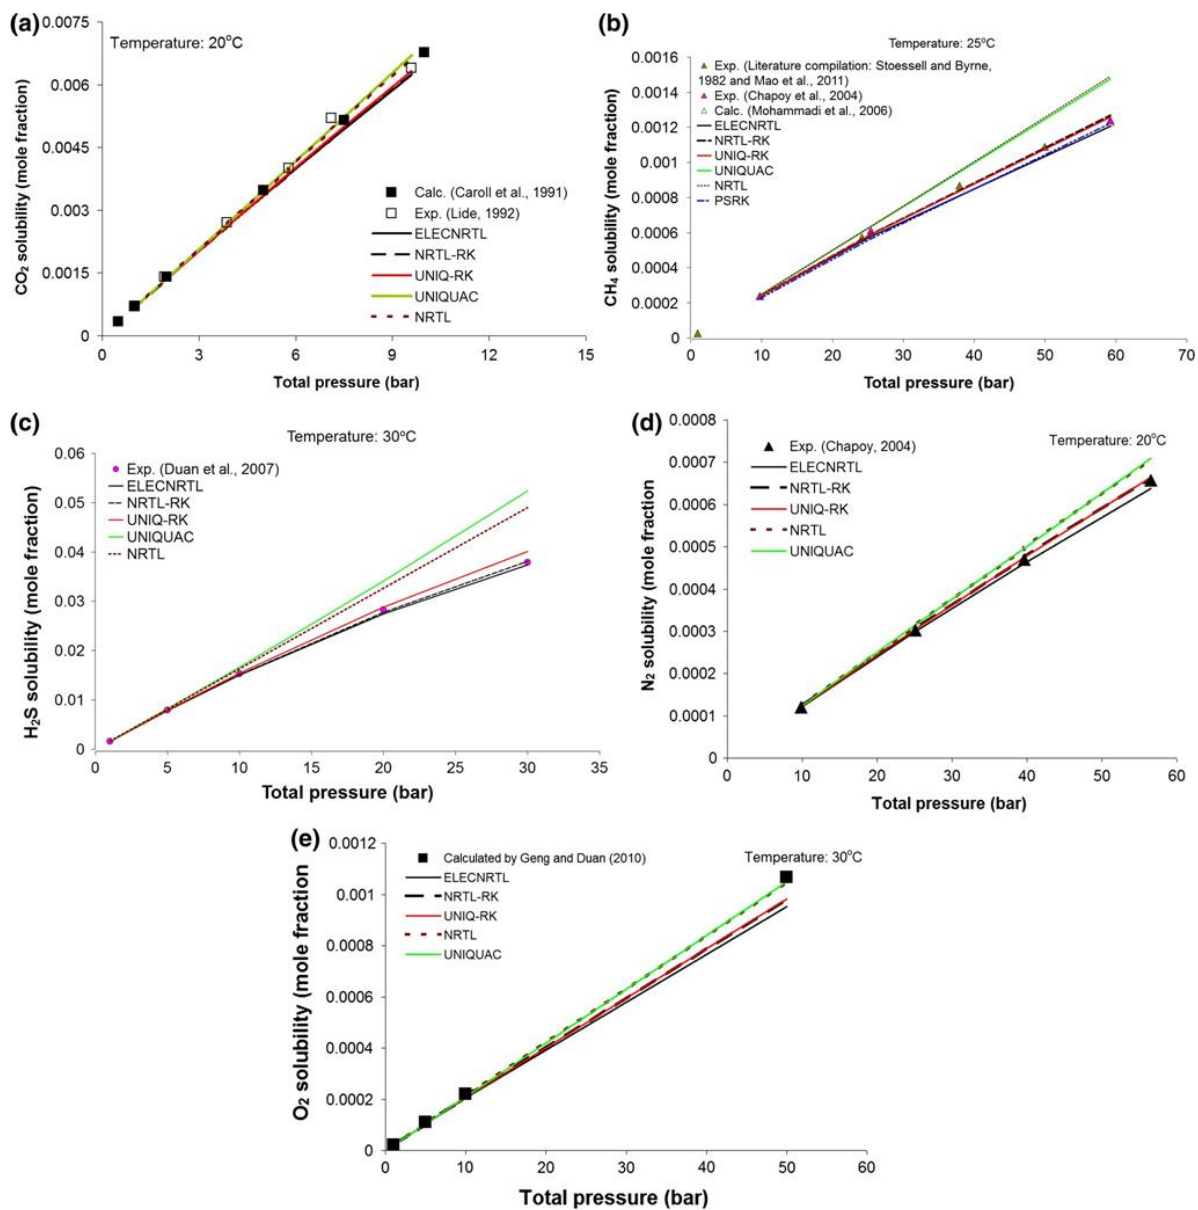 (a)
0.0075
0.006
0.0045
0.003
0.0015
0
CO2 solubility (mole fraction)
Temperature: 20°C
Calc. (Caroll et al., 1991)
Exp. (Lide, 1992)
ELECNRTL
NRTL-RK
UNIQ-RK
UNIQUAC
NRTL
0 3 6 9 12 15
Total pressure (bar)
(b)
Temperature: 25°C
0.0016
0.0014
0.0012
0.001
0.0008
0.0006
0.0004
0.0002
0
CH4 solubility (mole fraction)
Exp. (Literature compilation: Stoessell and Byrne,
1982 and Mao et al., 2011)
Exp. (Chapoy et al., 2004)
Calc. (Mohammadi et al., 2006)
ELECNRTL
NRTL-RK
UNIQ-RK
UNIQUAC
NRTL
PSRK
0 10 20 30 40 50 60 70
Total pressure (bar)
(c)
Temperature: 30°C
0.06
0.05
0.04
0.03
0.02
0.01
0
H2S solubility (mole fraction)
Exp. (Duan et al., 2007)
ELECNRTL
NRTL-RK
UNIQ-RK
UNIQUAC
NRTL
0 5 10 15 20 25 30 35
Total pressure (bar)
(d)
0.0008
0.0007
0.0006
0.0005
0.0004
0.0003
0.0002
0.0001
0
N2 solubility (mole fraction)
Exp. (Chapoy, 2004)
Temperature: 20°C
ELECNRTL
NRTL-RK
UNIQ-RK
NRTL
UNIQUAC
0 10 20 30 40 50 60
Total pressure (bar)
(e)
0.0012
0.001
0.0008
0.0006
0.0004
0.0002
0
O2 solubility (mole fraction)
Calculated by Geng and Duan (2010)
Temperature: 30°C
ELECNRTL
NRTL-RK
UNIQ-RK
NRTL
UNIQUAC
0 10 20 30 40 50 60
Total pressure (bar)